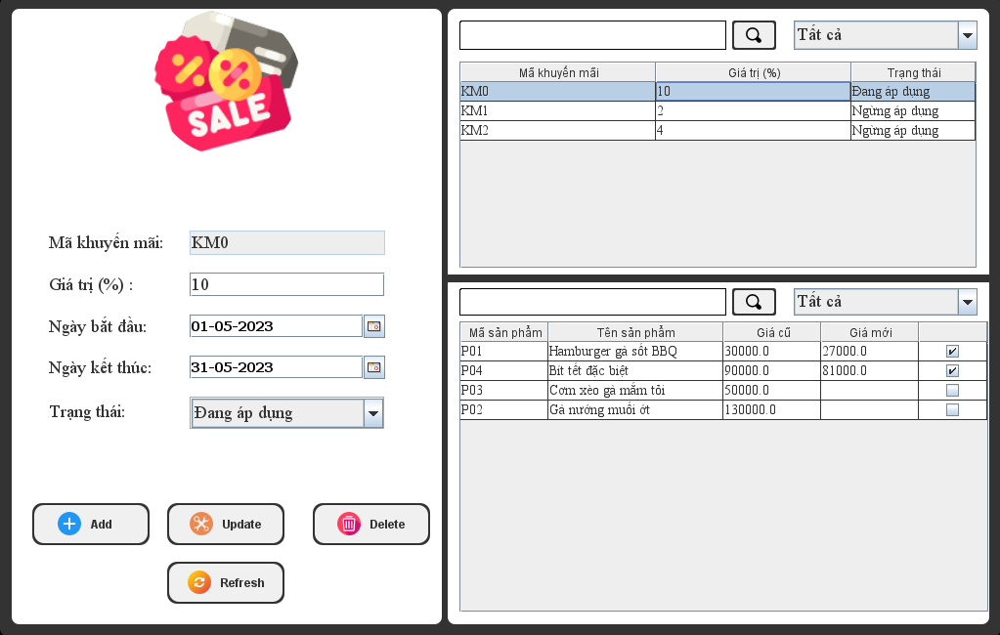 SALE
Mã khuyến mãi: KM0
Giá trị (%) : 10
Ngày bắt đầu: 01-05-2023
Ngày kết thúc: 31-05-2023
Trạng thái: Đang áp dụng
Add Update Delete
Refresh
Tất cả
Mã khuyến mãi Giá trị (%) Trạng thái
KM0 10 Đang áp dụng
KM1 2 Ngừng áp dụng
KM2 4 Ngừng áp dụng
Tất cả
Mã sản phẩm Tên sản phẩm Giá cũ Giá mới
P01 Hamburger gà sốt BBQ 30000.0 27000.0
P04 Bít tết đặc biệt 90000.0 81000.0
P03 Cơm xèo gà mắm tỏi 50000.0
P02 Gà nướng muối ớt 130000.0